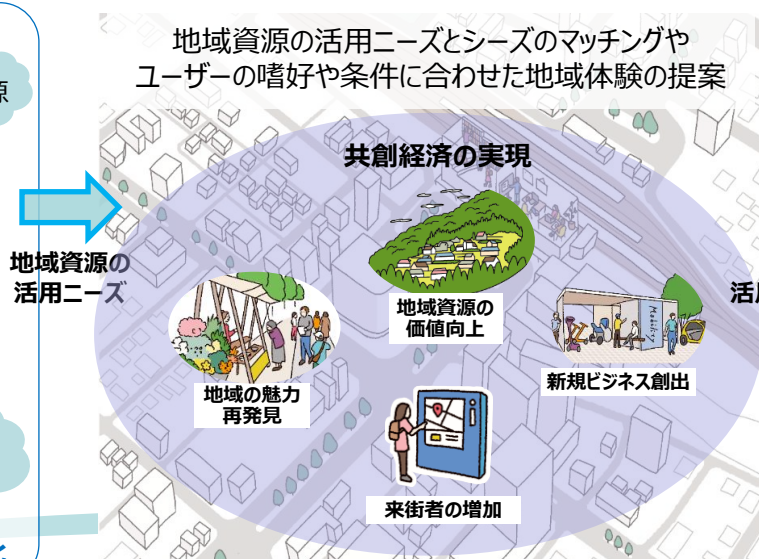 地域資源の活用ニーズとシーズのマッチングや
ユーザーの嗜好や条件に合わせた地域体験の提案
源
共創経済の実現
地域資源の
活用ニーズ
地域資源の
価値向上
活用
Mobility
新規ビジネス創出
地域の魅力
再発見
来街者の増加